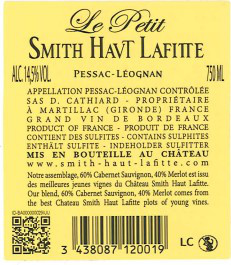 Le Petit
SMITH HAUT LAFITTE
ALC. 14,5% VOL.
PESSAC-LÉOGNAN
750 ML
APPELLATION PESSAC-LÉOGNAN CONTRÔLÉE
SAS D. CATHIARD - PROPRIÉTAIRE
À MARTILLAC (GIRONDE) FRANCE
GRAND VIN DE BORDEAUX
PRODUCT OF FRANCE - PRODUIT DE FRANCE
CONTIENT DES SULFITES - CONTAINS SULPHITES
ENTHÄLT SULFITE - INDEHOLDER SULFITTER
MIS EN BOUTEILLE AU CHÂTEAU
www.smith-haut-lafitte.com
Notre assemblage, 60% Cabernet Sauvignon, 40% Merlot est issu
des meilleures jeunes vignes du Château Smith Haut Lafitte.
Our blend, 60% Cabernet Sauvignon, 40% Merlot comes from
the best Chateau Smith Haut Lafitte plots of young vines.
3 438087 120019
LC